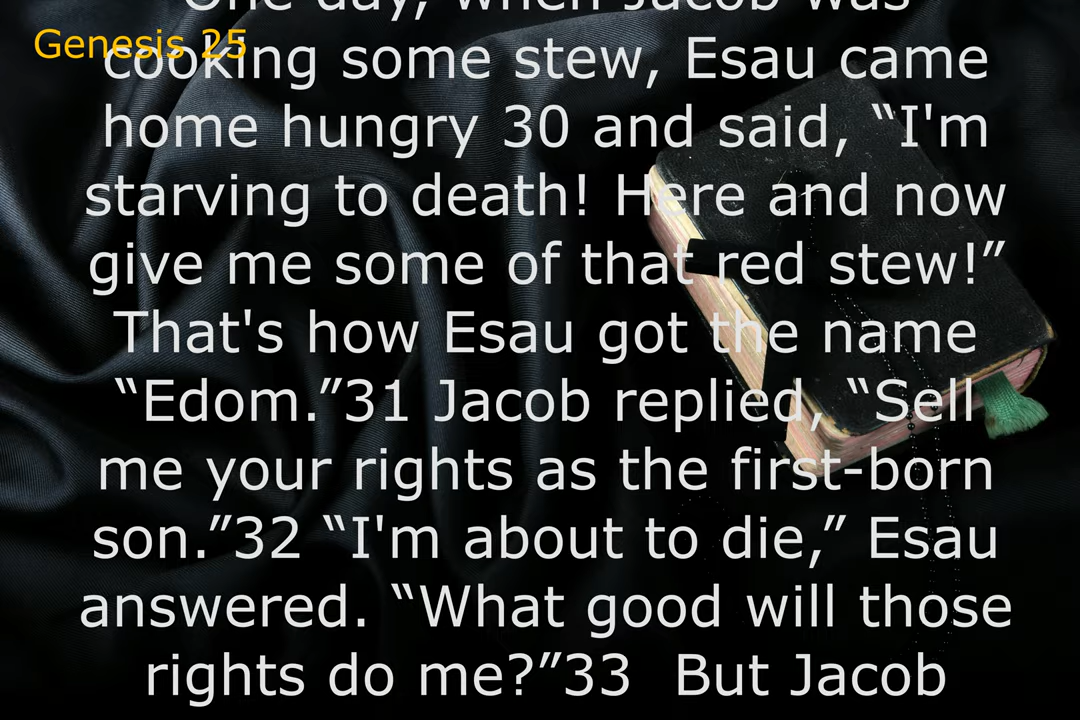 One day, when Jacob was
Genesis 25
cooking some stew, Esau came
home hungry 30 and said, “I'm
starving to death! Here and now
give me some of that red stew!”
That's how Esau got the name
“Edom.”31 Jacob replied, “Sell
me your rights as the first-born
son.”32 “I'm about to die,” Esau
answered. “What good will those
rights do me?”33  But Jacob